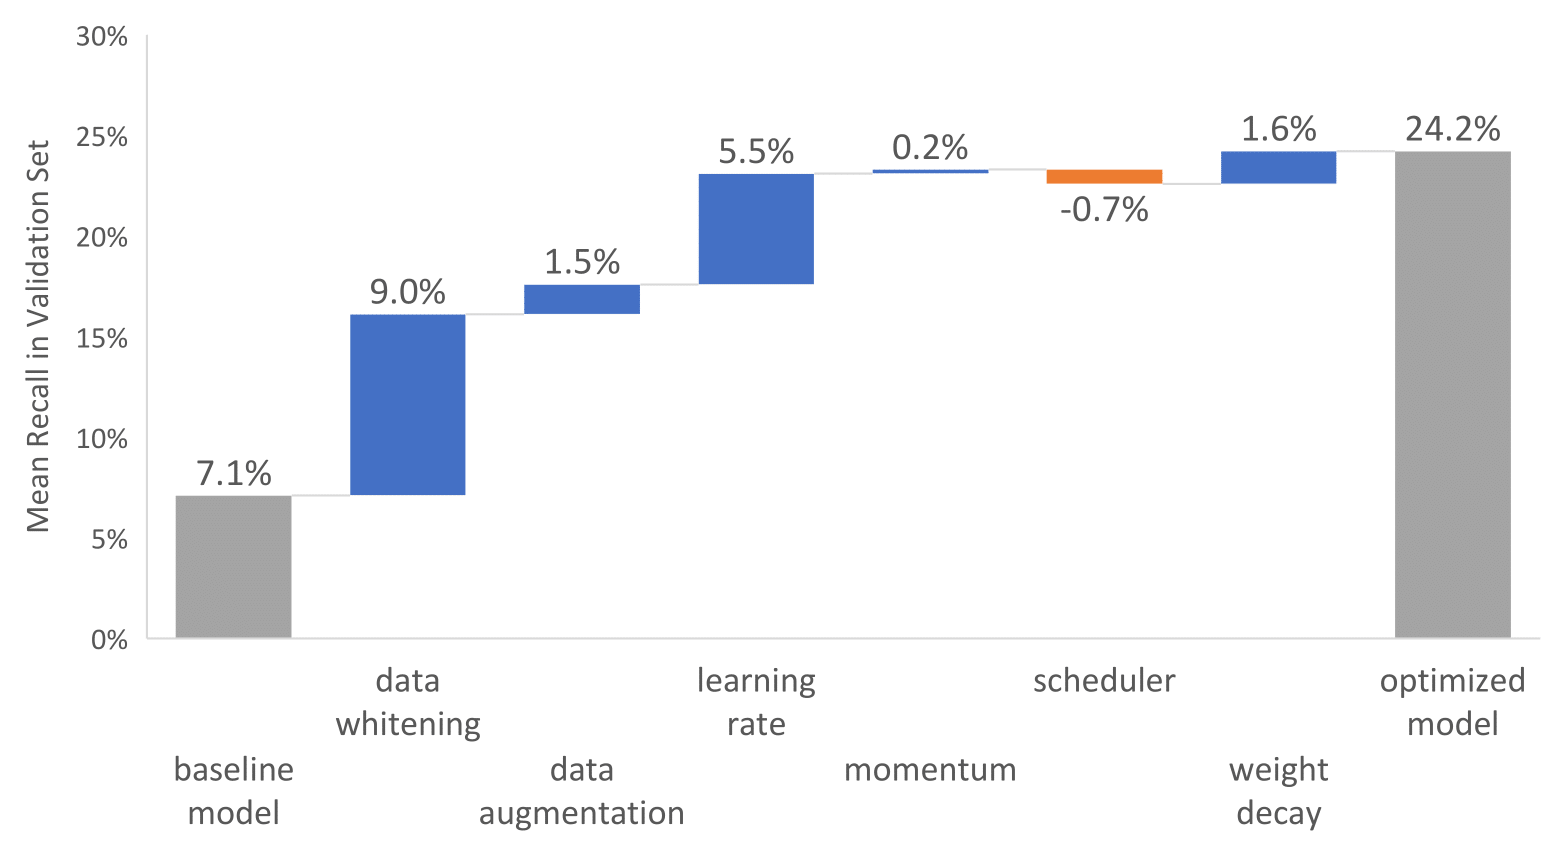 Mean Recall in Validation Set
30%
25%
20%
15%
10%
5%
0%
7.1%
9.0%
1.5%
5.5%
0.2%
-0.7%
1.6%
24.2%
baseline
model
data
whitening
data
augmentation
learning
rate
momentum
scheduler
weight
decay
optimized
model